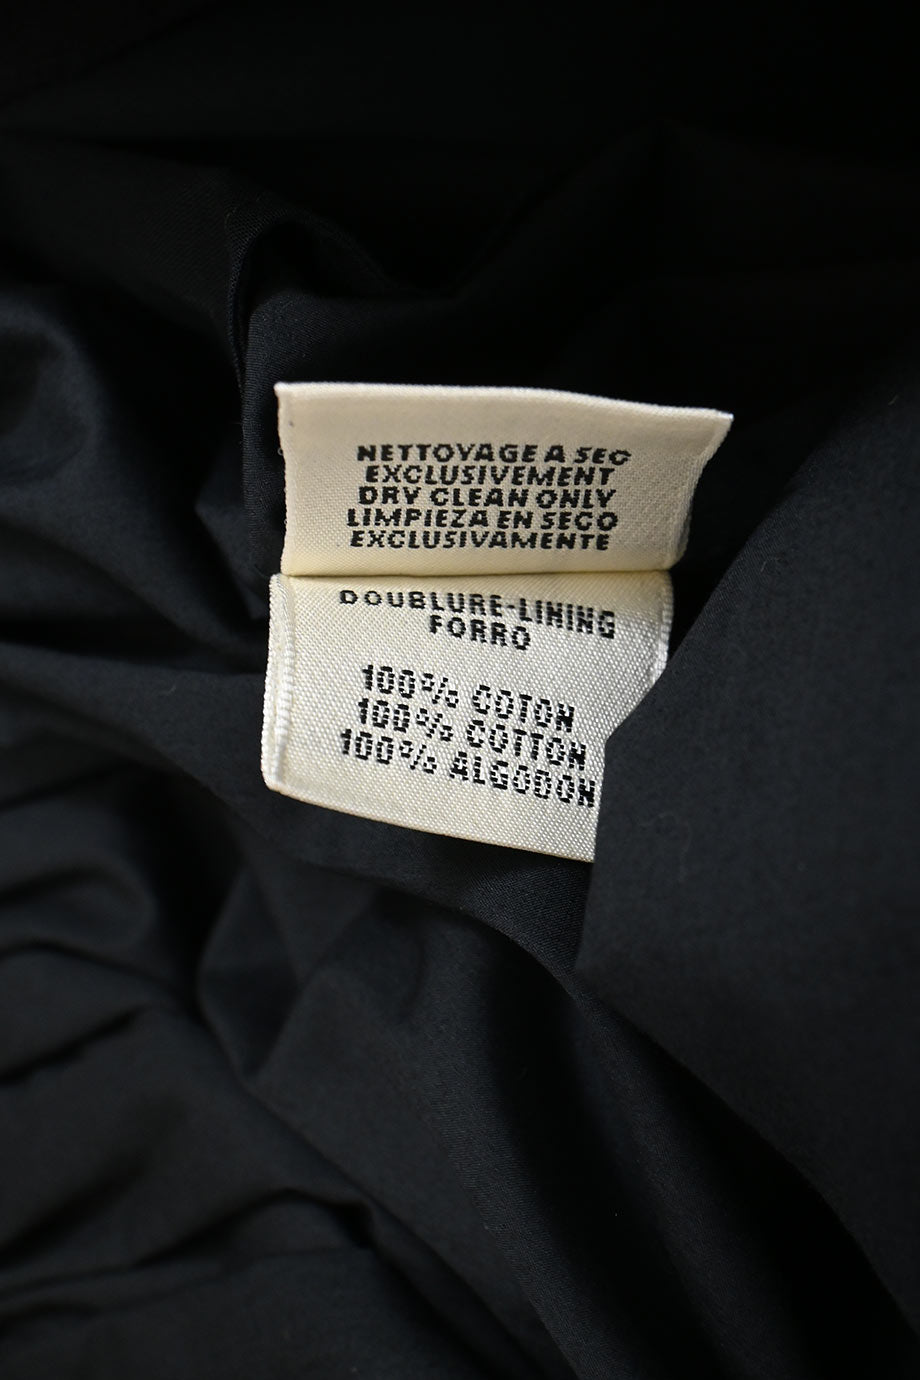 NETTOYAGE A SEC
EXCLUSIVEMENT
DRY CLEAN ONLY
LIMPIEZA EN SECO
EXCLUSIVAMENTE
DOUBLURE-LINING
FORRO
100% COTON
100% COTTON
100% ALGODON